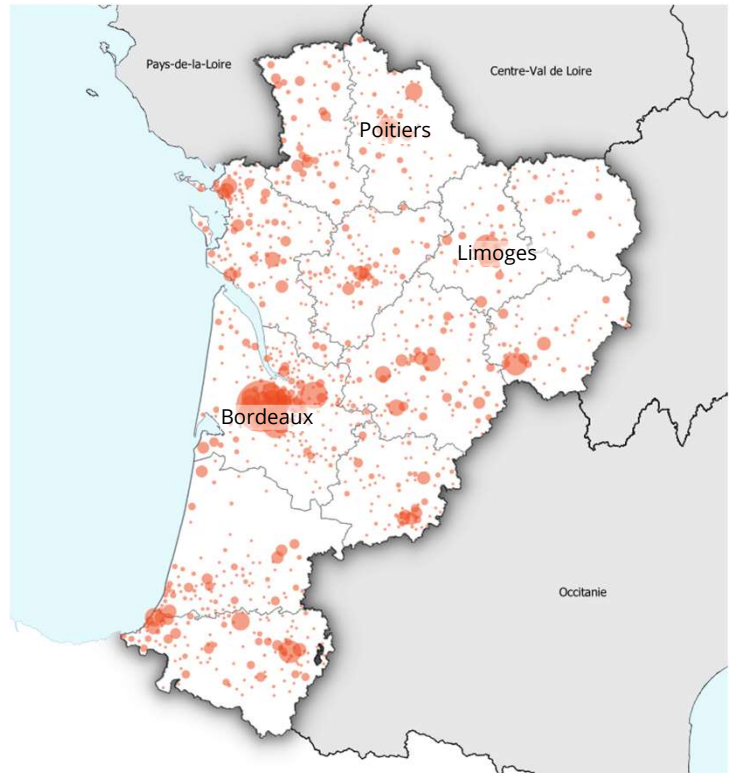 Pays-de-la-Loire
Centre-Val de Loire
Poitiers
Limoges
Bordeaux
Occitanie